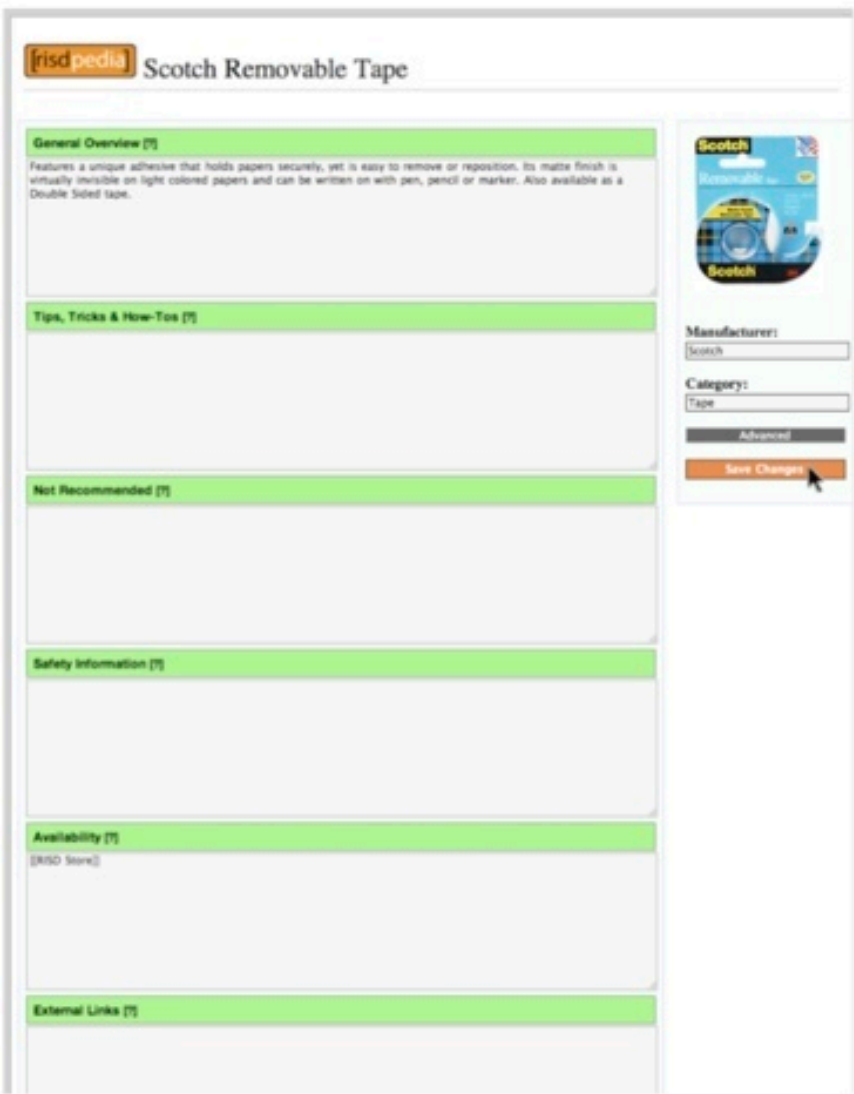 [risdpedia] Scotch Removable Tape
General Overview [?]
Features a unique adhesive that holds papers securely, yet is easy to remove or reposition. Its matte finish is
virtually invisible on light colored papers and can be written on with pen, pencil or marker. Also available as a
Double Sided tape.
Tips, Tricks & How-Tos [?]
Not Recommended [?]
Safety Information [?]
Availability [?]
[[RISD Store]]
External Links [?]
Scotch
Removable
Scotch
Manufacturer:
Scotch
Category:
Tape
Advanced
Save Changes